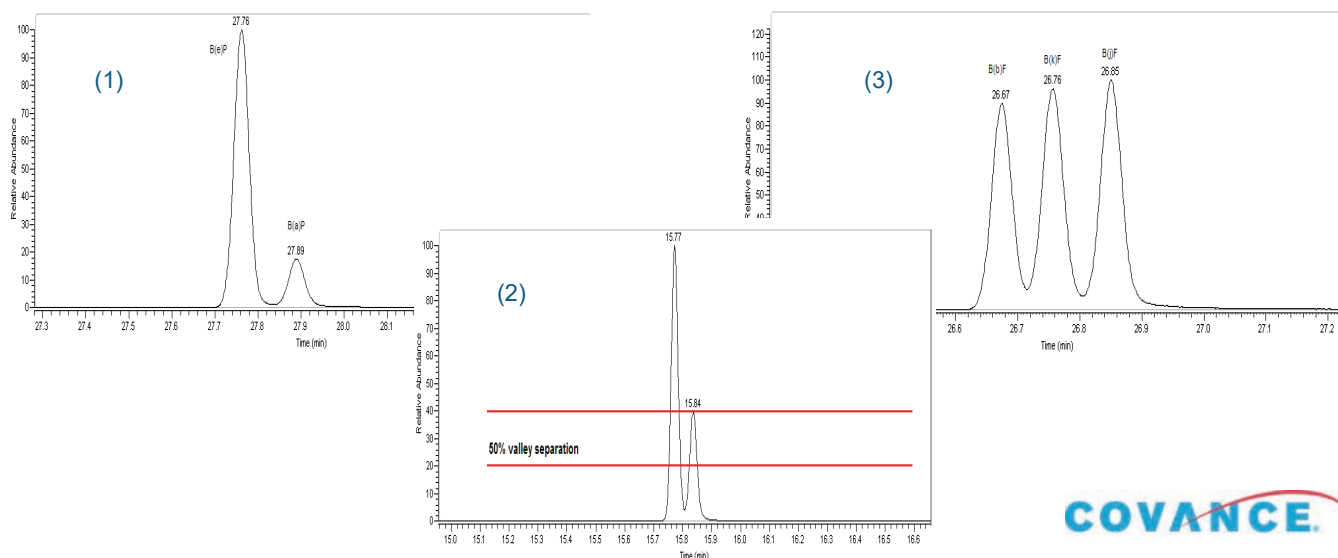 (1)
27.76
B(e)P
B(a)P
27.89
Relative Abundance
100
90
80
70
60
50
40
30
20
10
0
27.3 27.4 27.5 27.6 27.7 27.8 27.9 28.0 28.1
Time (min)
(2)
15.77
15.84
50% valley separation
Relative Abundance
100
90
80
70
60
50
40
30
20
10
0
15.0 15.1 15.2 15.3 15.4 15.5 15.6 15.7 15.8 15.9 16.0 16.1 16.2 16.3 16.4 16.5 16.6
Time (min)
(3)
B(b)F
26.67
B(k)F
26.76
B(j)F
26.85
Relative Abundance
120
110
100
90
80
70
60
50
40
26.6 26.7 26.8 26.9 27.0 27.1 27.2
Time (min)
COVANCE.